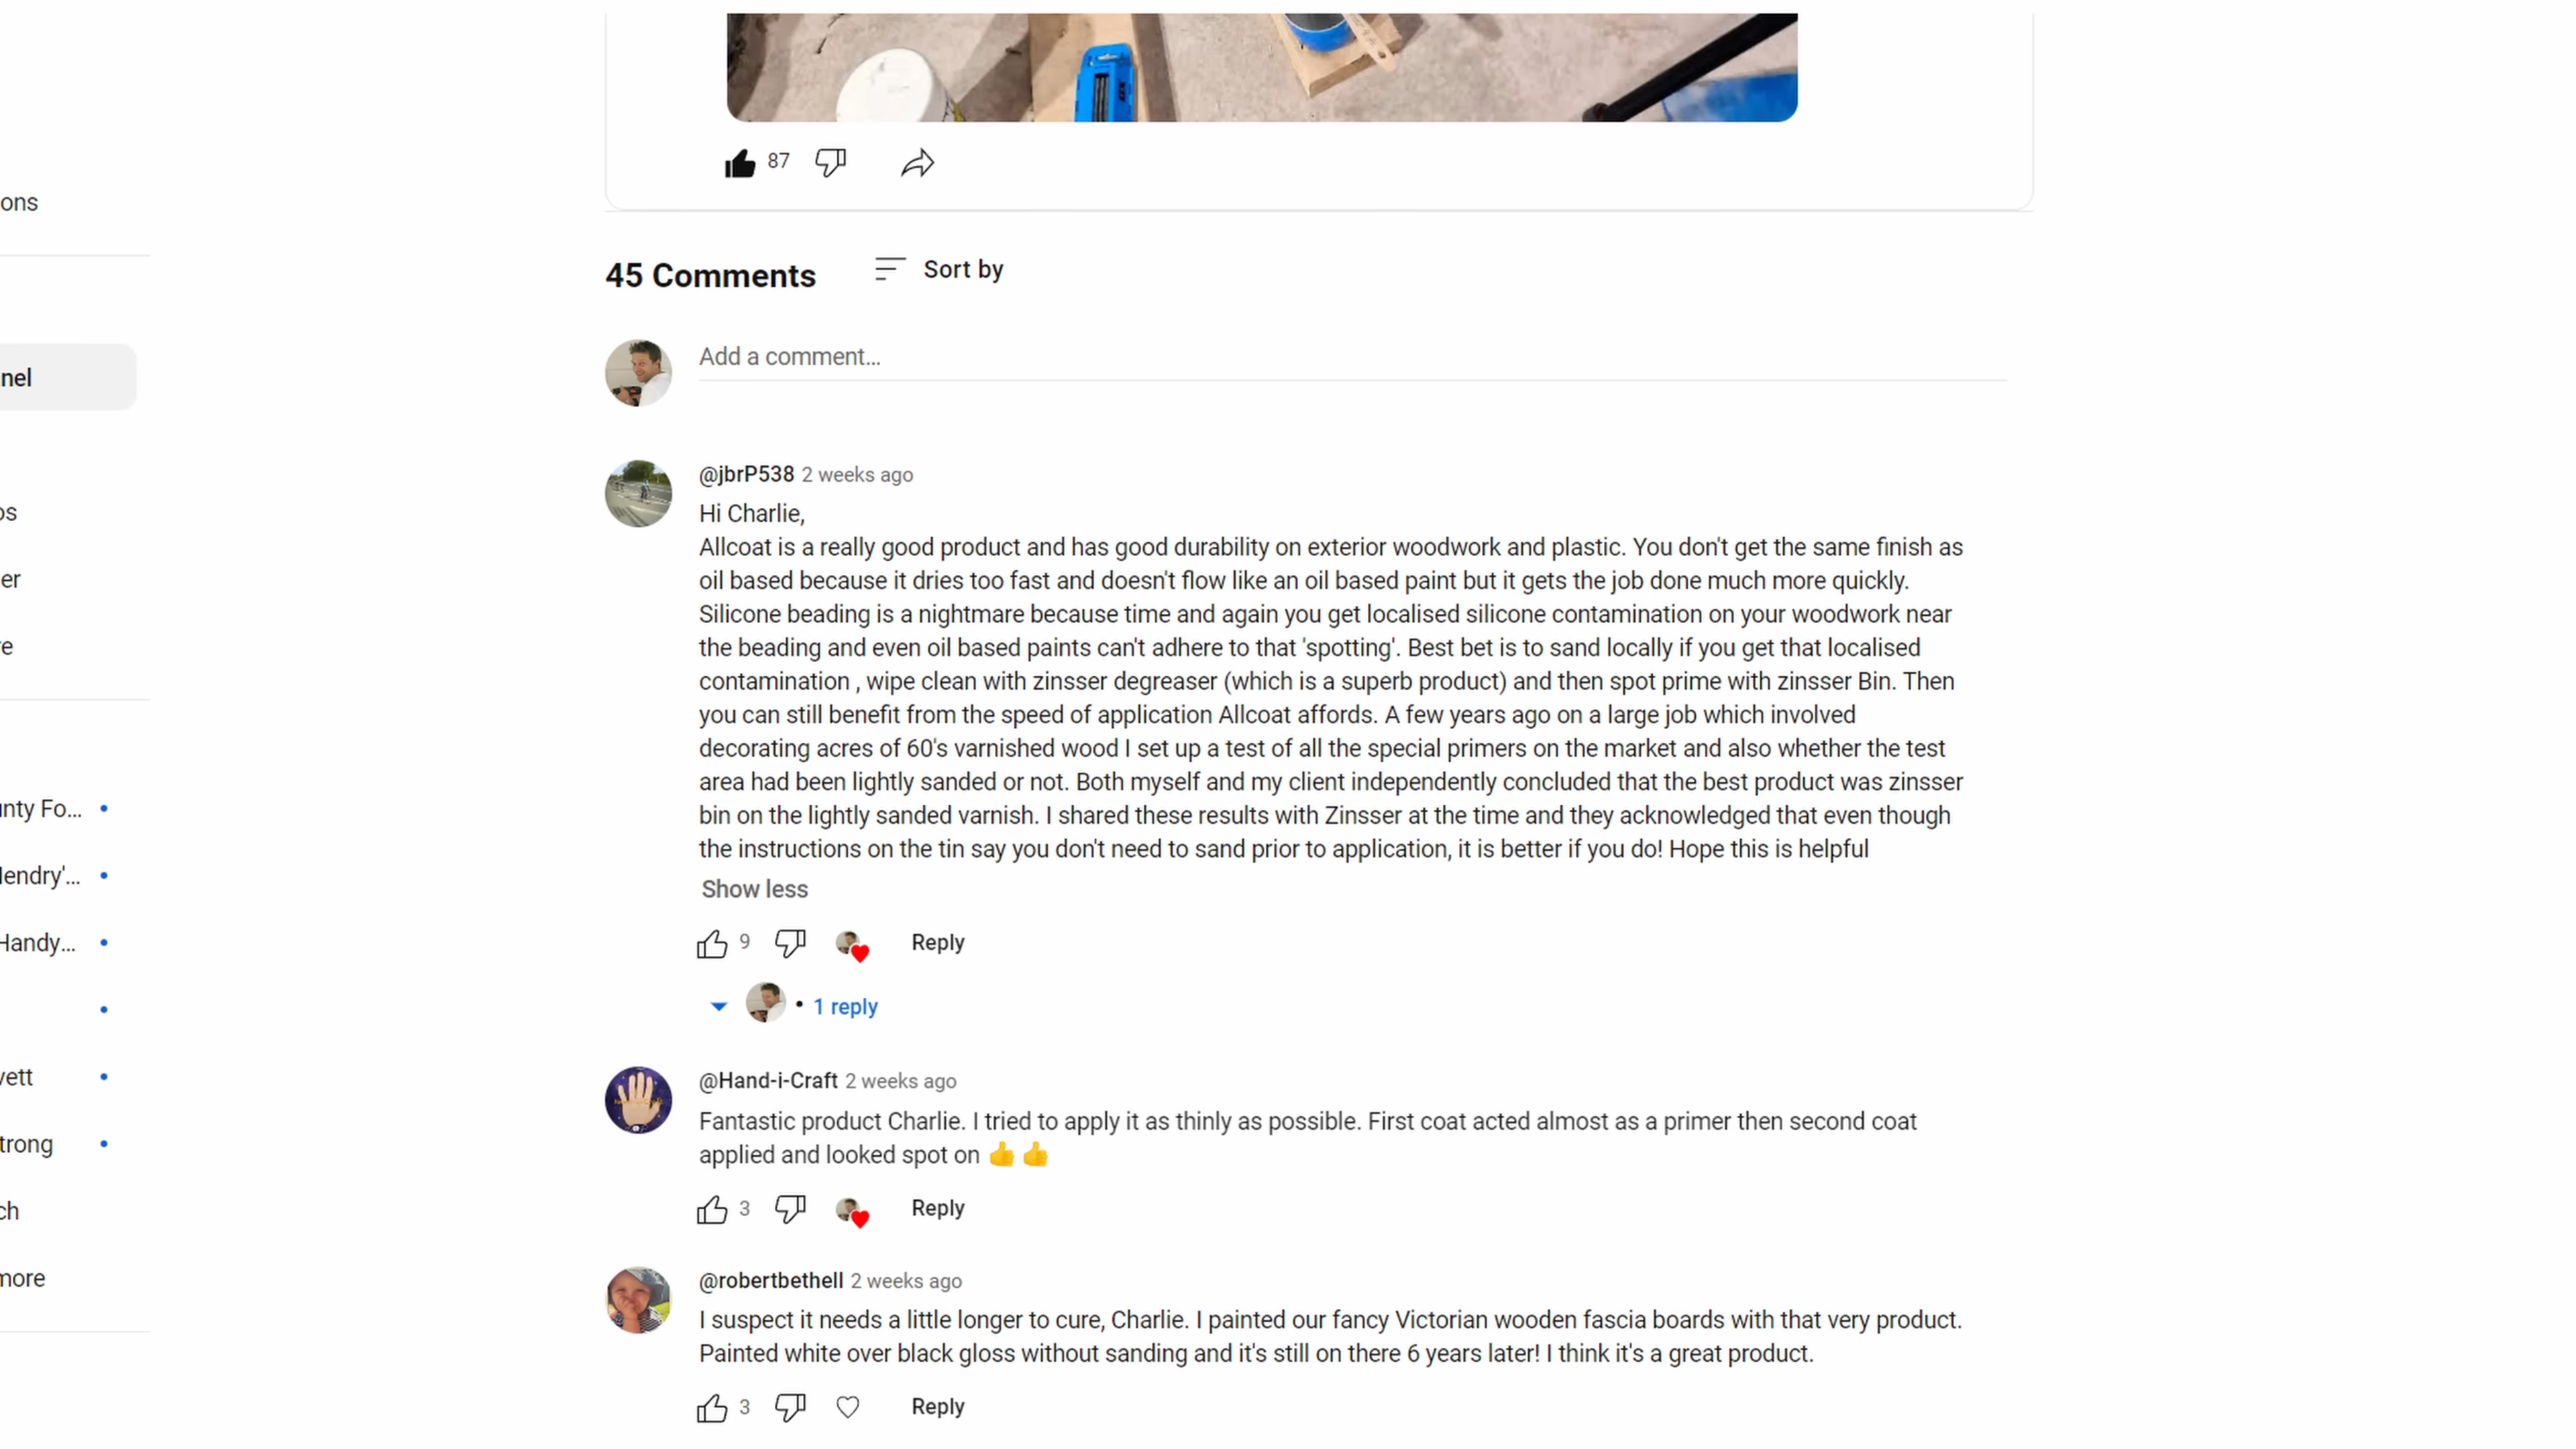 87
ons
45 Comments
Sort by
nel
Add a comment...
@jbrP538 2 weeks ago
Hi Charlie,
Allcoat is a really good product and has good durability on exterior woodwork and plastic. You don't get the same finish as
oil based because it dries too fast and doesn't flow like an oil based paint but it gets the job done much more quickly.
Silicone beading is a nightmare because time and again you get localised silicone contamination on your woodwork near
the beading and even oil based paints can't adhere to that 'spotting'. Best bet is to sand locally if you get that localised
contamination , wipe clean with zinsser degreaser (which is a superb product) and then spot prime with zinsser Bin. Then
you can still benefit from the speed of application Allcoat affords. A few years ago on a large job which involved
decorating acres of 60's varnished wood I set up a test of all the special primers on the market and also whether the test
area had been lightly sanded or not. Both myself and my client independently concluded that the best product was zinsser
bin on the lightly sanded varnish. I shared these results with Zinsser at the time and they acknowledged that even though
the instructions on the tin say you don't need to sand prior to application, it is better if you do! Hope this is helpful
Show less
9
Reply
• 1 reply
@Hand-i-Craft 2 weeks ago
Fantastic product Charlie. I tried to apply it as thinly as possible. First coat acted almost as a primer then second coat
applied and looked spot on 👍 👍
3
Reply
@robertbethell 2 weeks ago
I suspect it needs a little longer to cure, Charlie. I painted our fancy Victorian wooden fascia boards with that very product.
Painted white over black gloss without sanding and it's still on there 6 years later! I think it's a great product.
3
Reply
os
er
e
nty Fo...
lendry'...
Handy...
vett
trong
ch
more